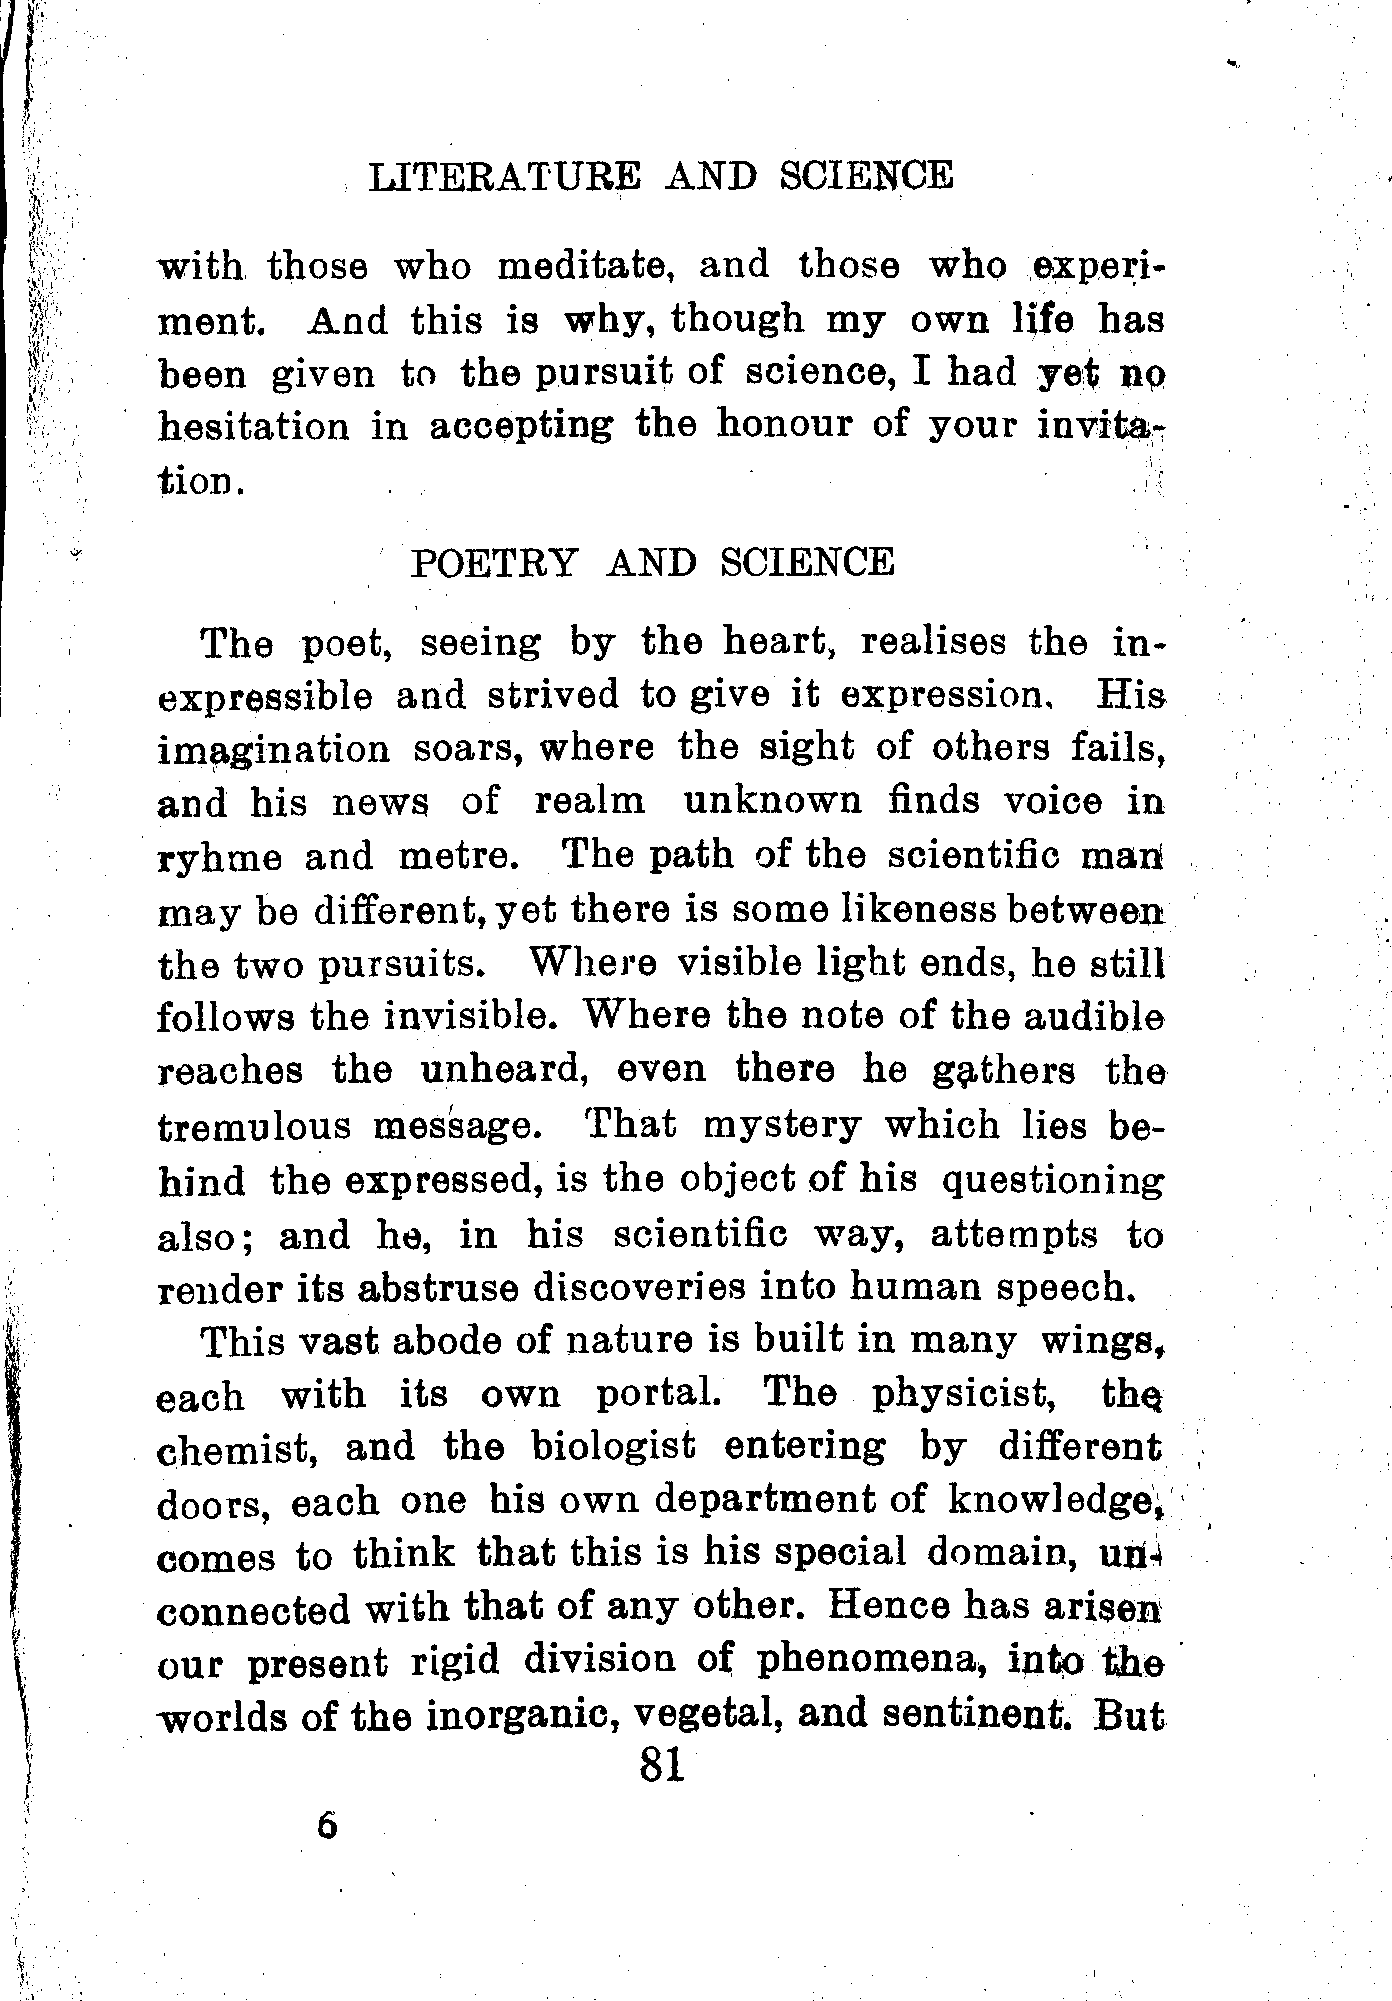 LITERATURE AND SCIENCE
with those who meditate, and those who experi-
ment. And this is why, though my own life has
been given to the pursuit of science, I had yet no
hesitation in accepting the honour of your invita-
tion.
POETRY AND SCIENCE
The poet, seeing by the heart, realises the in-
expressible and strived to give it expression. His
imagination soars, where the sight of others fails,
and his news of realm unknown finds voice in
ryhme and metre. The path of the scientific man
may be different, yet there is some likeness between
the two pursuits. Where visible light ends, he still
follows the invisible. Where the note of the audible
reaches the unheard, even there he gathers the
tremulous message. That mystery which lies be-
hind the expressed, is the object of his questioning
also; and he, in his scientific way, attempts to
render its abstruse discoveries into human speech.
This vast abode of nature is built in many wings,
each with its own portal. The physicist, the
chemist, and the biologist entering by different
doors, each one his own department of knowledge,
comes to think that this is his special domain, un-
connected with that of any other. Hence has arisen
our present rigid division of phenomena, into the
worlds of the inorganic, vegetal, and sentinent. But
81
6